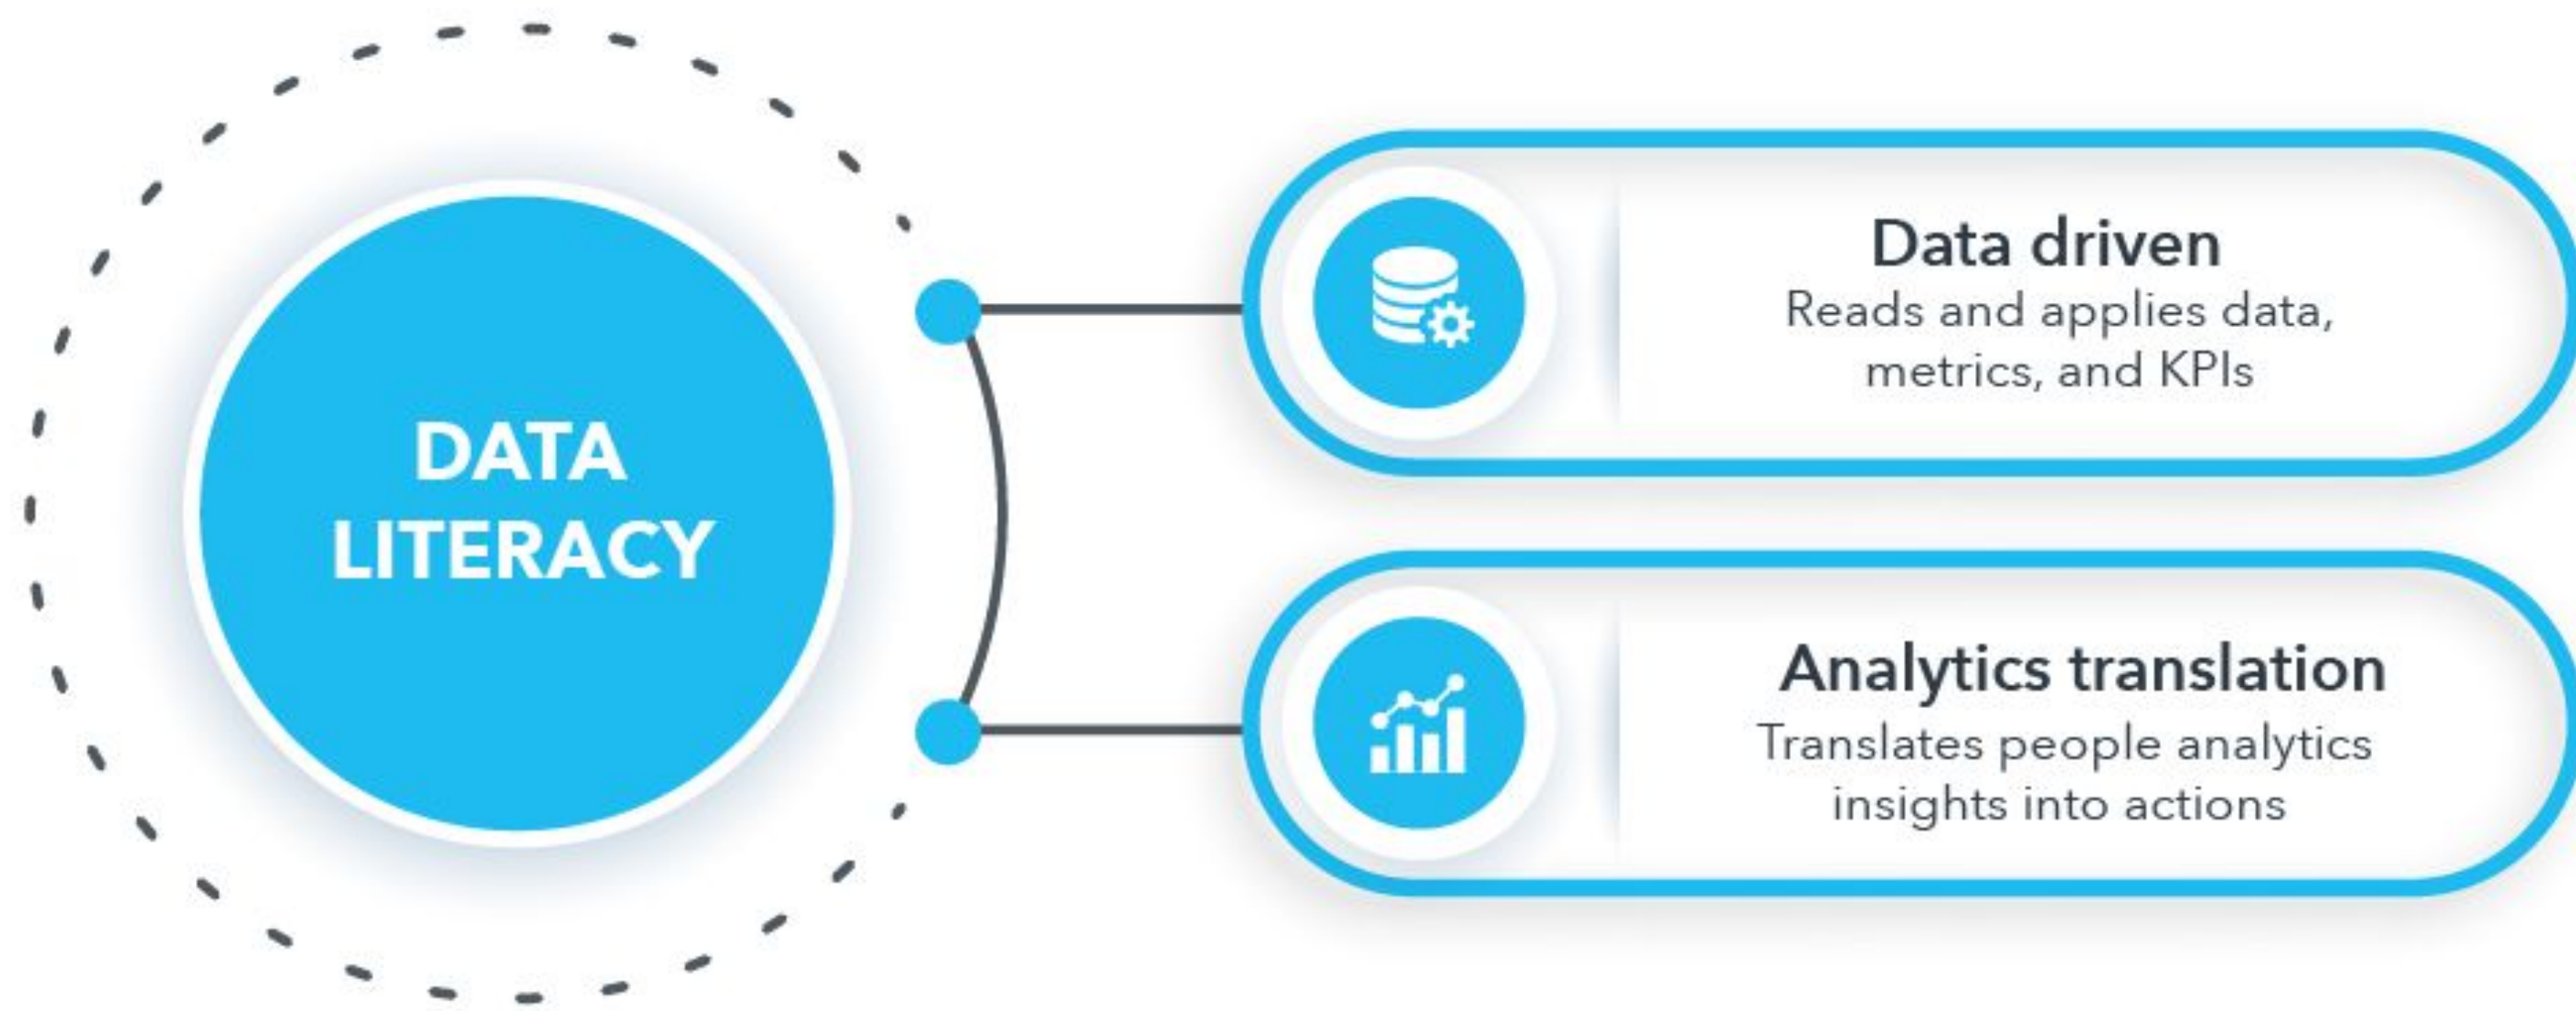 DATA
LITERACY
Data driven
Reads and applies data,
metrics, and KPIs
Analytics translation
Translates people analytics
insights into actions